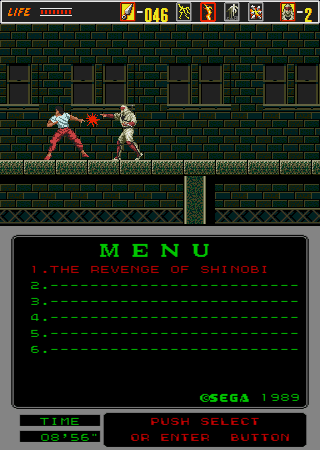 LIFE -046 -2
MENU
1.THE REVENGE OF SHINOBI
2.
3.
4.
5.
6.
©SEGA 1989
TIME
08'56"
PUSH SELECT
OR ENTER BUTTON